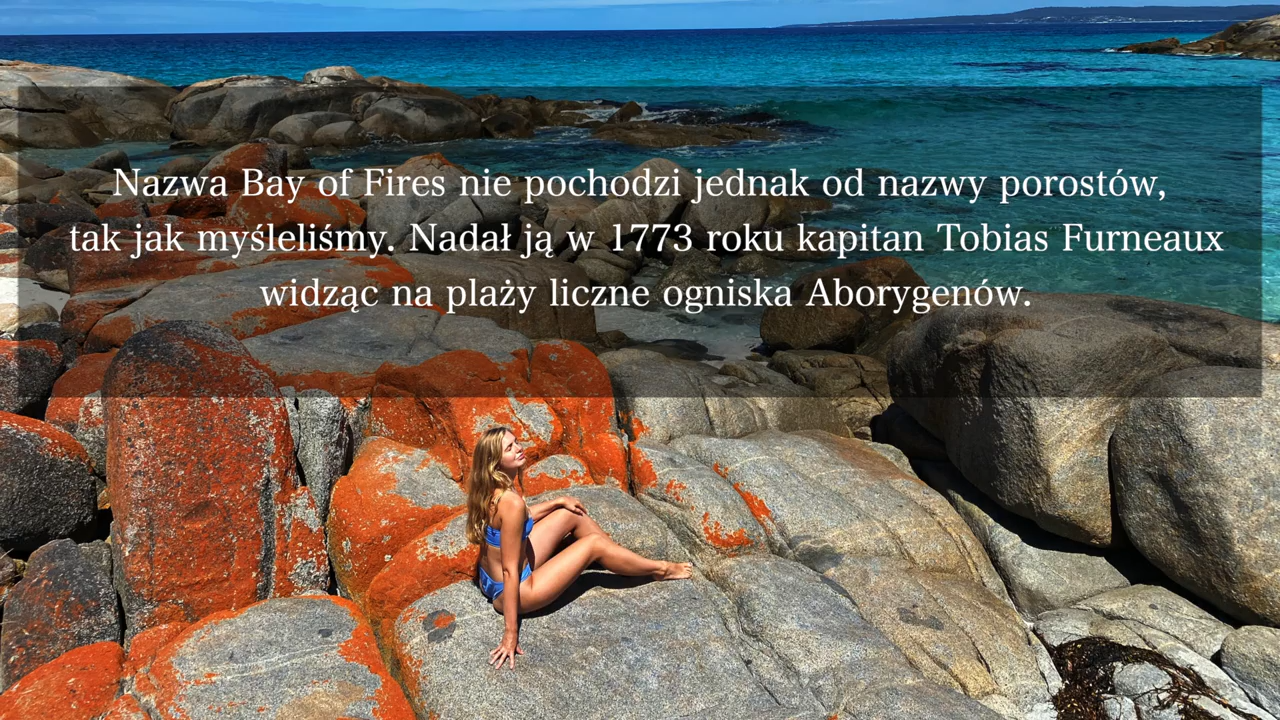 Nazwa Bay of Fires nie pochodzi jednak od nazwy porostów,
tak jak myśleliśmy. Nadał ją w 1773 roku kapitan Tobias Furneaux
widząc na plaży liczne ogniska Aborygenów.